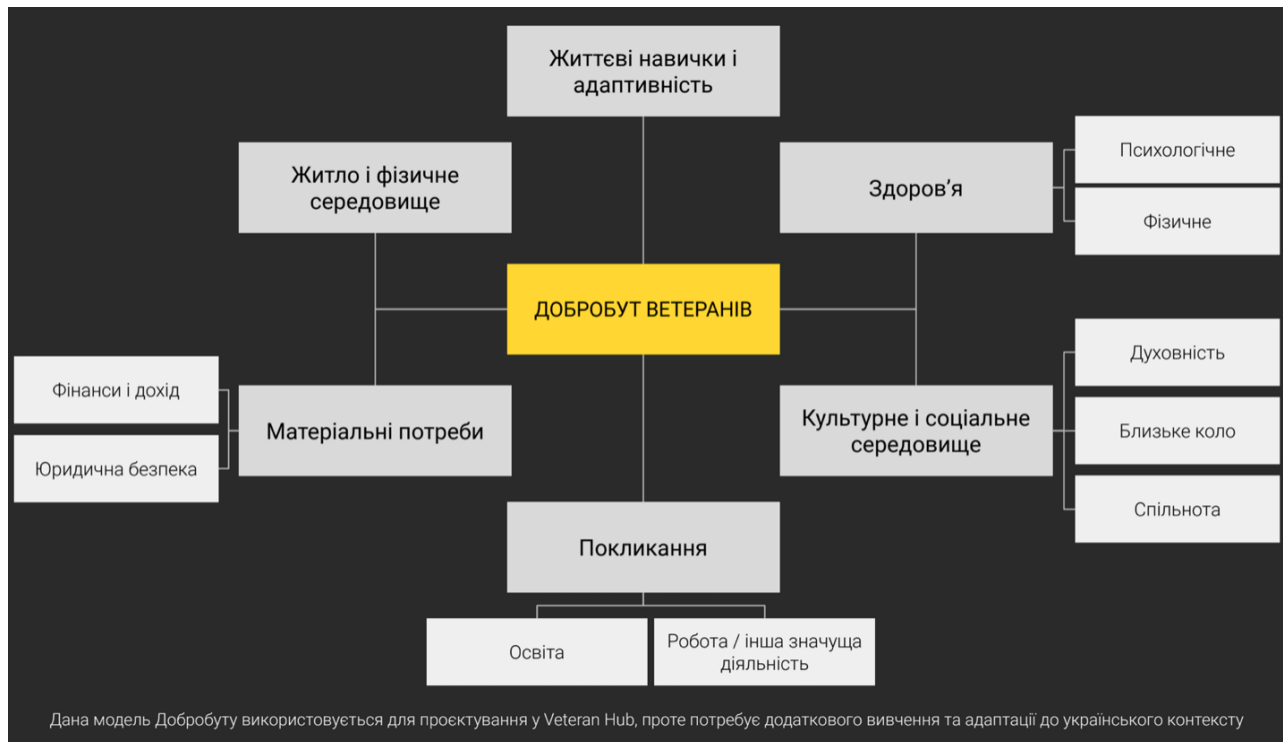 Життєві навички і
адаптивність
Житло і фізичне
середовище
Здоров’я
Психологічне
Фізичне
ДОБРОБУТ ВЕТЕРАНІВ
Фінанси і дохід
Юридична безпека
Матеріальні потреби
Культурне і соціальне
середовище
Духовність
Близьке коло
Спільнота
Покликання
Освіта
Робота / інша значуща
діяльність
Дана модель Добробуту використовується для проєктування у Veteran Hub, проте потребує додаткового вивчення та адаптації до українського контексту